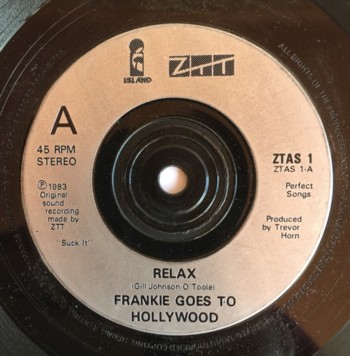 ISLAND
ZTT
A
45 RPM
STEREO
ZTAS 1
ZTAS 1-A
Ⓟ 1983
Original
sound
recording
made by
ZTT
"Suck It"
Perfect
Songs
Produced
by Trevor
Horn
RELAX
(Gill Johnson O'Toole)
FRANKIE GOES TO
HOLLYWOOD
ALL RIGHTS OF THE